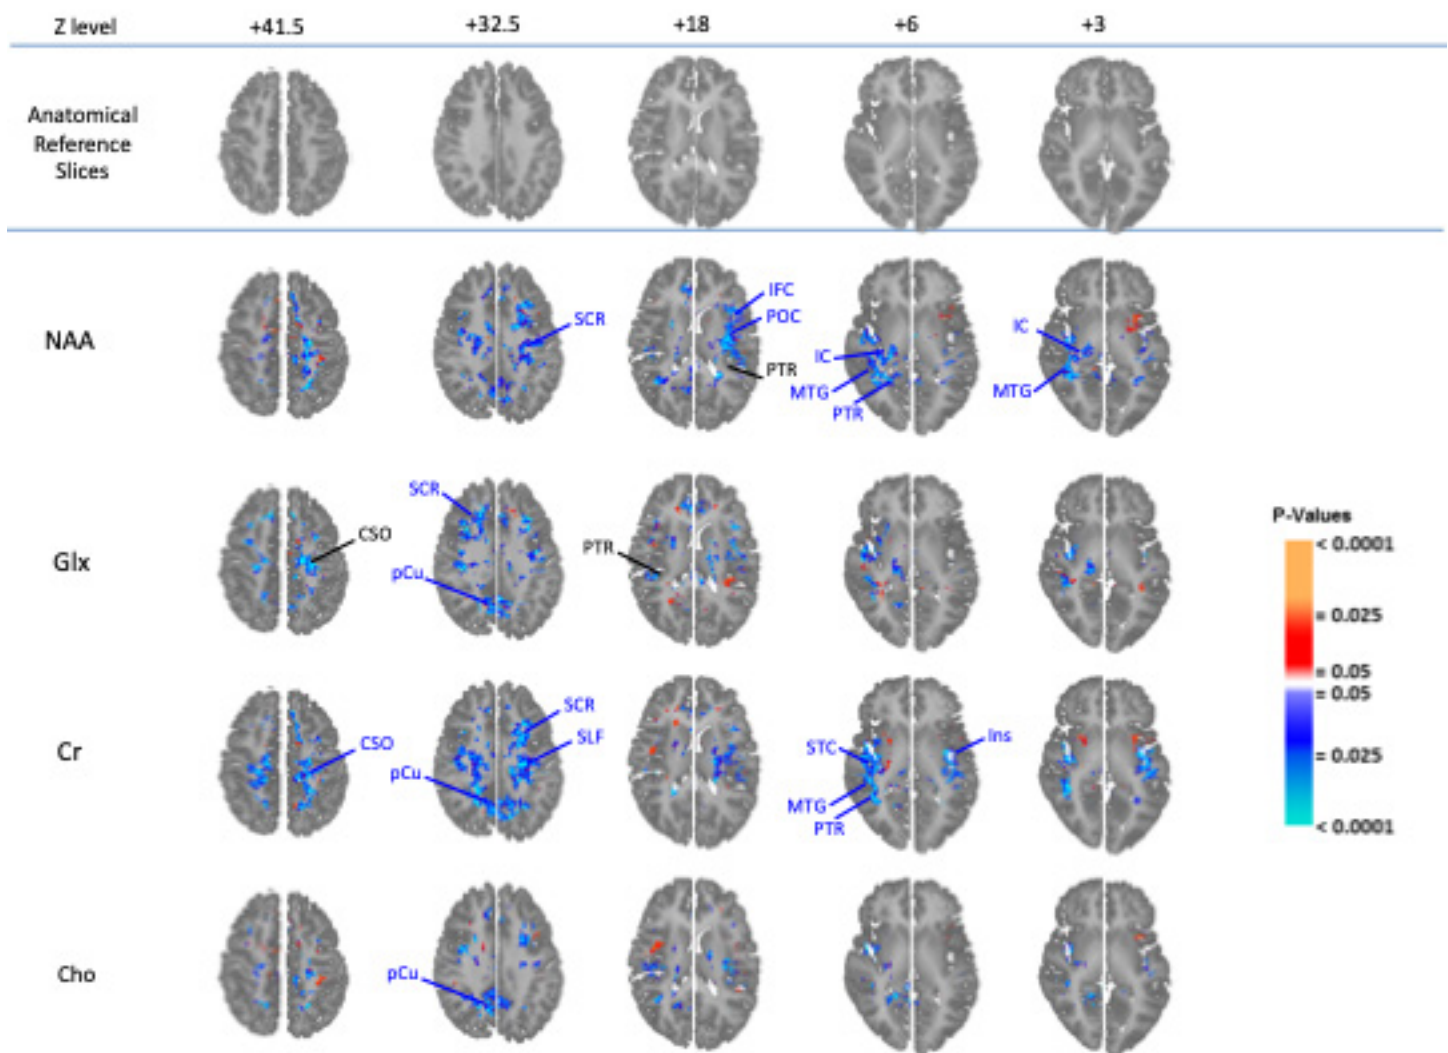 Z level +41.5 +32.5 +18 +6 +3
Anatomical
Reference
Slices
NAA
SCR
IFC
POC
PTR
IC
MTG
PTR
IC
MTG
Glx
CSO
SCR
pCu
PTR
P-Values
< 0.0001
= 0.025
= 0.05
= 0.05
= 0.025
< 0.0001
Cr
CSO
SCR
SLF
pCu
STC
MTG
PTR
Ins
Cho
pCu